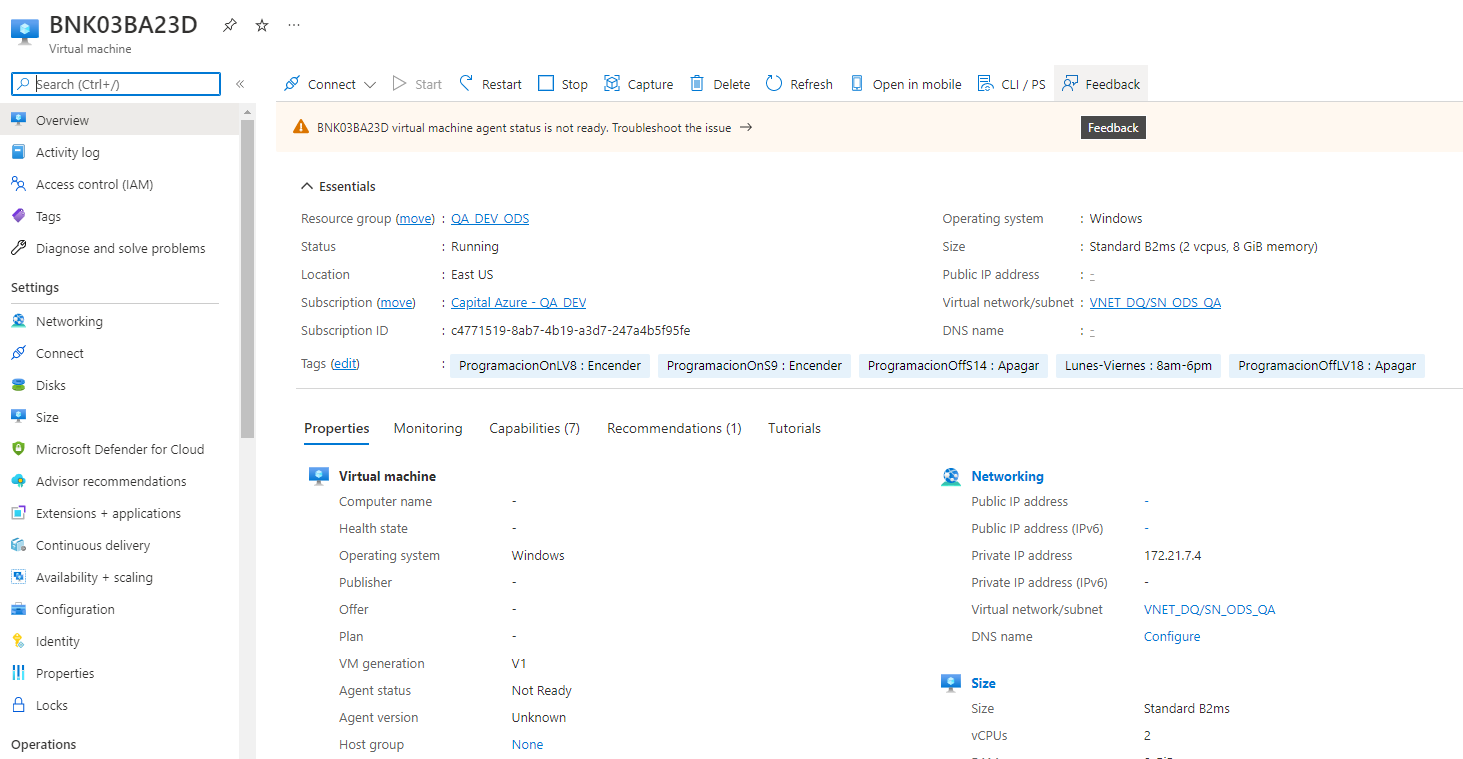 BNK03BA23D
Virtual machine
Search (Ctrl+/)
Overview
Activity log
Access control (IAM)
Tags
Diagnose and solve problems
Settings
Networking
Connect
Disks
Size
Microsoft Defender for Cloud
Advisor recommendations
Extensions + applications
Continuous delivery
Availability + scaling
Configuration
Identity
Properties
Locks
Operations
Connect Start Restart Stop Capture Delete Refresh Open in mobile CLI / PS Feedback
BNK03BA23D virtual machine agent status is not ready. Troubleshoot the issue →
Feedback
Essentials
Resource group (move) : QA_DEV_ODS
Status : Running
Location : East US
Subscription (move) : Capital Azure - QA_DEV
Subscription ID : c4771519-8ab7-4b19-a3d7-247a4b5f95fe
Operating system : Windows
Size : Standard B2ms (2 vcpus, 8 GiB memory)
Public IP address : -
Virtual network/subnet : VNET_DQ/SN_ODS_QA
DNS name : -
Tags (edit) : ProgramacionOnLV8 : Encender ProgramacionOnS9 : Encender ProgramacionOffS14 : Apagar Lunes-Viernes : 8am-6pm ProgramacionOffLV18 : Apagar
Properties Monitoring Capabilities (7) Recommendations (1) Tutorials
Virtual machine
Computer name -
Health state -
Operating system Windows
Publisher -
Offer -
Plan -
VM generation V1
Agent status Not Ready
Agent version Unknown
Host group None
Networking
Public IP address -
Public IP address (IPv6) -
Private IP address 172.21.7.4
Private IP address (IPv6) -
Virtual network/subnet VNET_DQ/SN_ODS_QA
DNS name Configure
Size
Size Standard B2ms
vCPUs 2